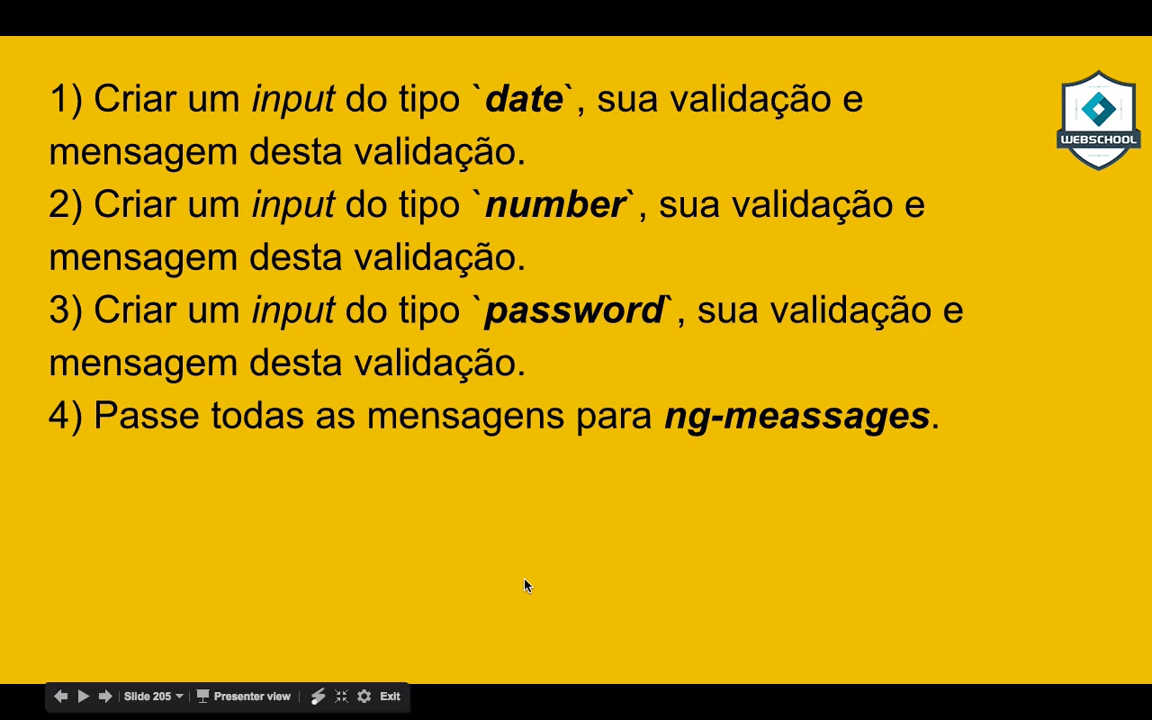 1) Criar um input do tipo `date`, sua validação e
mensagem desta validação.
2) Criar um input do tipo `number`, sua validação e
mensagem desta validação.
3) Criar um input do tipo `password`, sua validação e
mensagem desta validação.
4) Passe todas as mensagens para ng-meassages.
WEBSCHOOL
Slide 205 Presenter view Exit